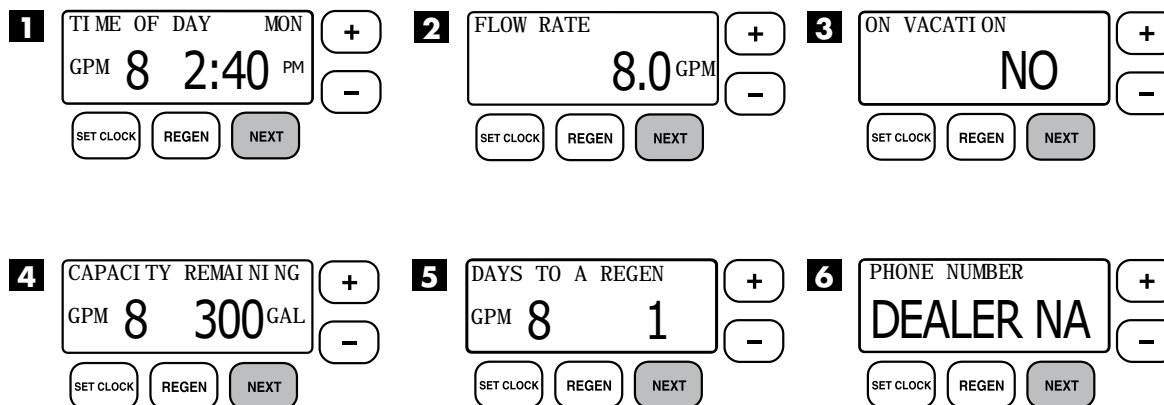 1
TIME OF DAY MON
GPM 8 2:40 PM
+
−
SET CLOCK REGEN NEXT
2
FLOW RATE
8.0 GPM
+
−
SET CLOCK REGEN NEXT
3
ON VACATION
NO
+
−
SET CLOCK REGEN NEXT
4
CAPACITY REMAINING
GPM 8 300 GAL
+
−
SET CLOCK REGEN NEXT
5
DAYS TO A REGEN
GPM 8 1
+
−
SET CLOCK REGEN NEXT
6
PHONE NUMBER
DEALER NA
+
−
SET CLOCK REGEN NEXT